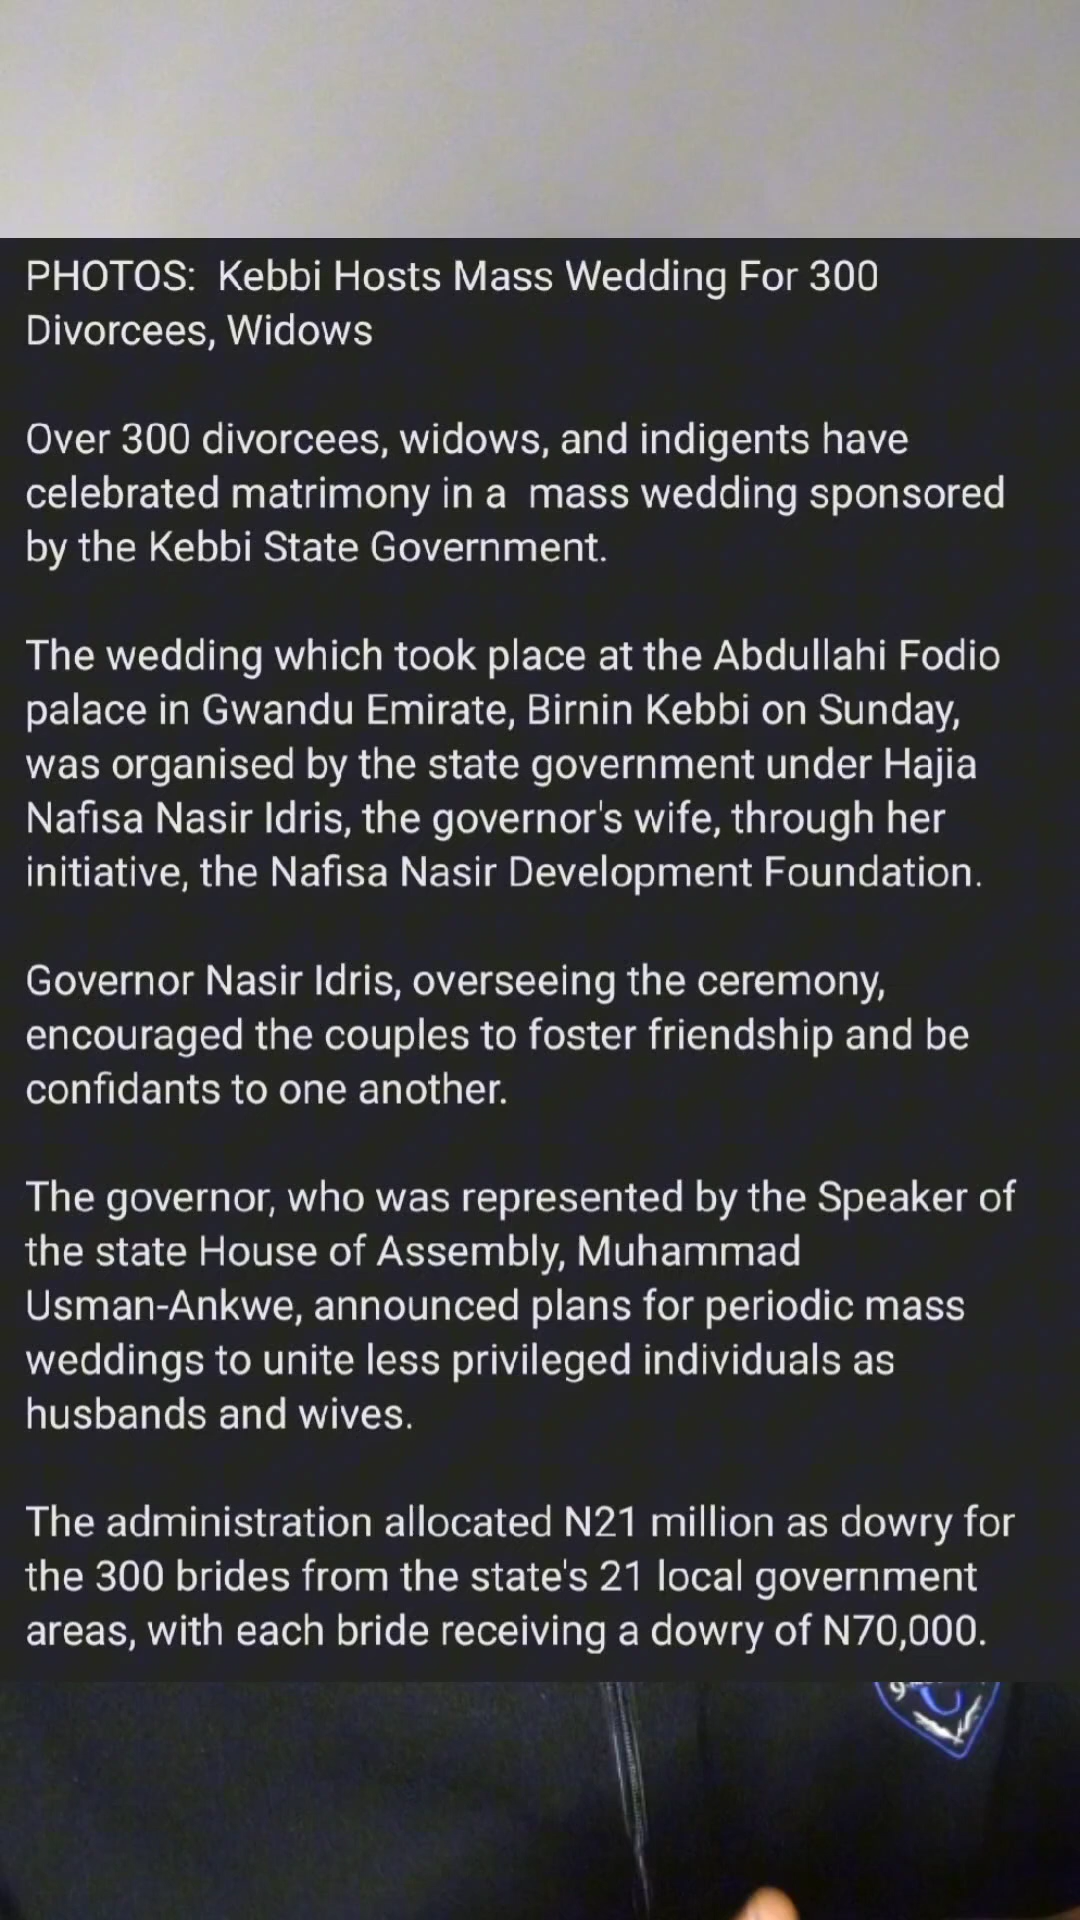 PHOTOS:  Kebbi Hosts Mass Wedding For 300
Divorcees, Widows
Over 300 divorcees, widows, and indigents have
celebrated matrimony in a  mass wedding sponsored
by the Kebbi State Government.
The wedding which took place at the Abdullahi Fodio
palace in Gwandu Emirate, Birnin Kebbi on Sunday,
was organised by the state government under Hajia
Nafisa Nasir Idris, the governor's wife, through her
initiative, the Nafisa Nasir Development Foundation.
Governor Nasir Idris, overseeing the ceremony,
encouraged the couples to foster friendship and be
confidants to one another.
The governor, who was represented by the Speaker of
the state House of Assembly, Muhammad
Usman-Ankwe, announced plans for periodic mass
weddings to unite less privileged individuals as
husbands and wives.
The administration allocated N21 million as dowry for
the 300 brides from the state's 21 local government
areas, with each bride receiving a dowry of N70,000.